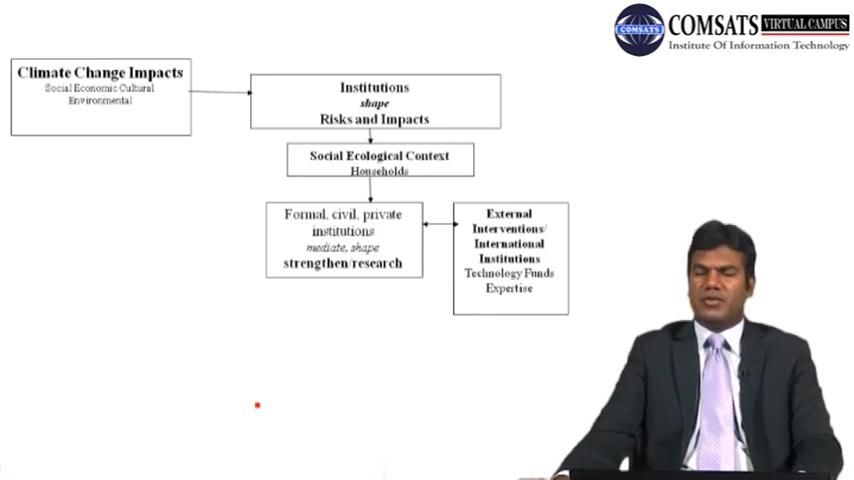 COMSATS VIRTUAL CAMPUS
COMSATS
Institute Of Information Technology
Climate Change Impacts
Social Economic Cultural
Environmental
Institutions
shape
Risks and Impacts
Social Ecological Context
Households
Formal, civil, private
institutions
mediate, shape
strengthen/research
External
Interventions/
International
Institutions
Technology Funds
Expertise